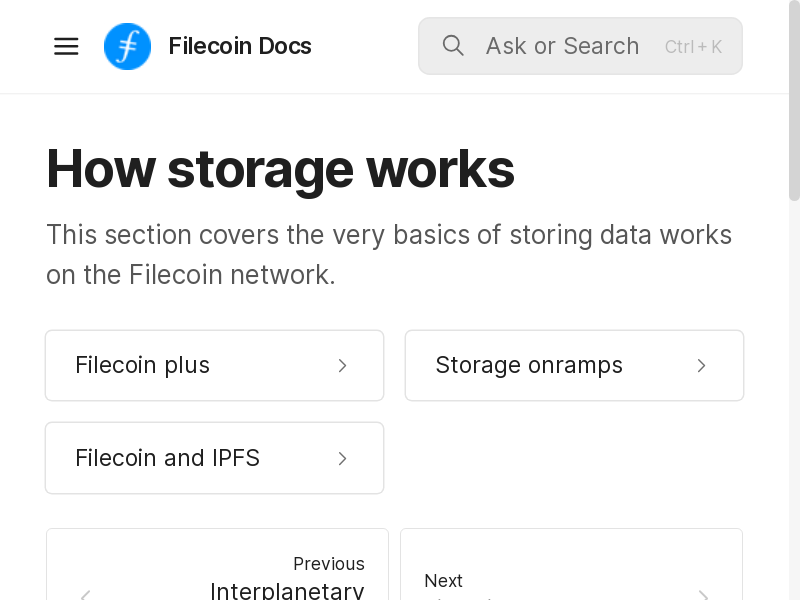 Filecoin Docs
Ask or Search
Ctrl + K
How storage works
This section covers the very basics of storing data works
on the Filecoin network.
Filecoin plus
Storage onramps
Filecoin and IPFS
Previous
Interplanetary
Next